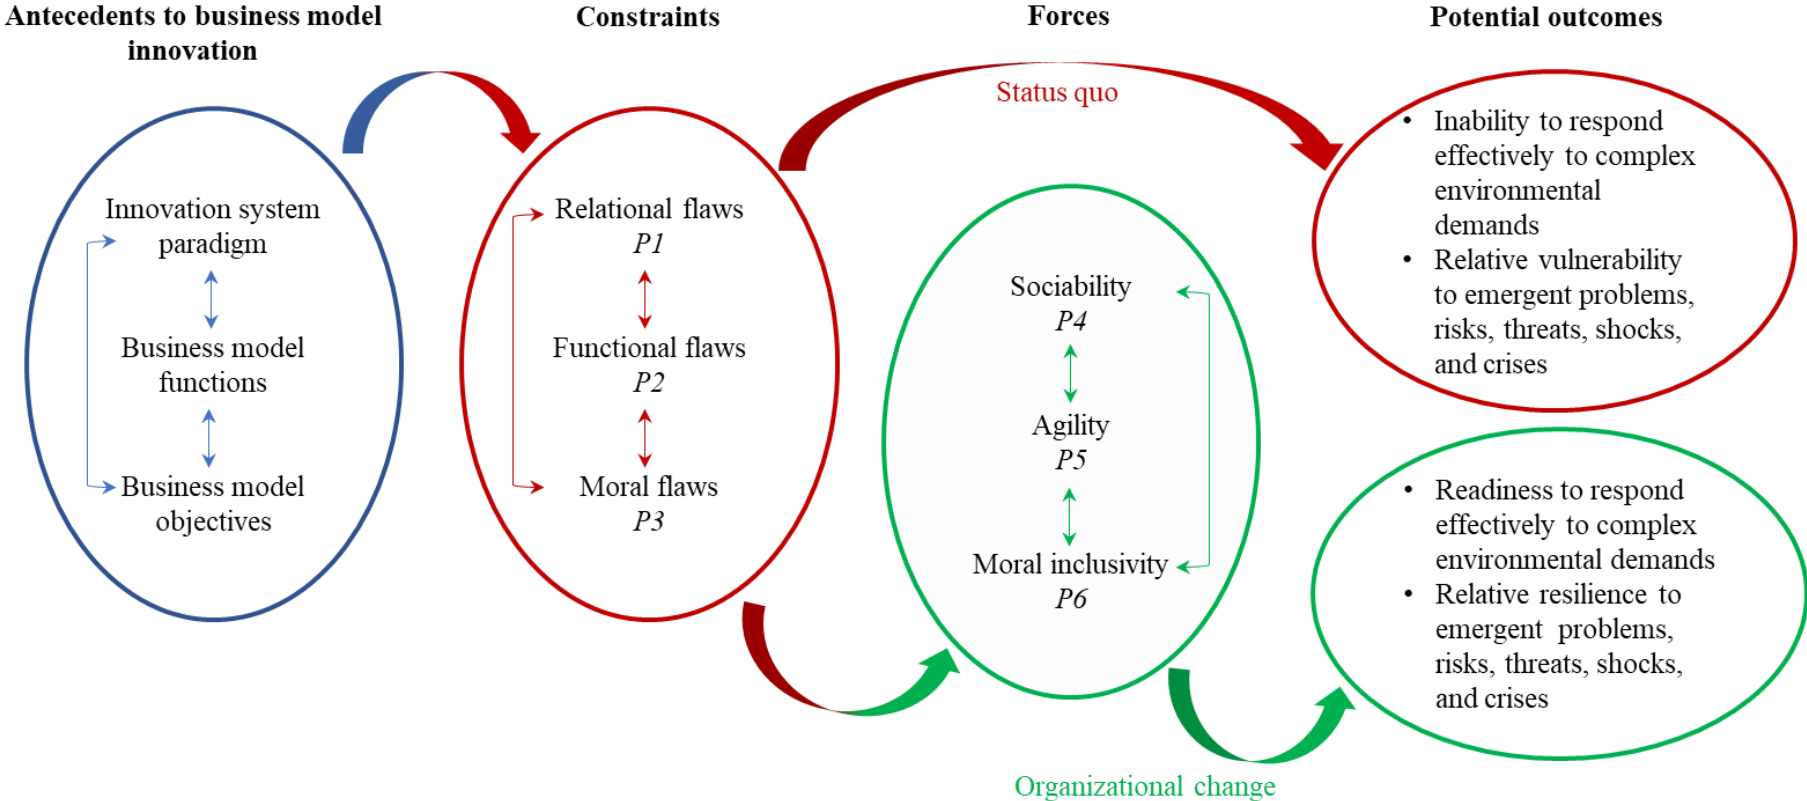 Antecedents to business model
innovation
Constraints
Forces
Potential outcomes
Innovation system
paradigm
Business model
functions
Business model
objectives
Relational flaws
P1
Functional flaws
P2
Moral flaws
P3
Status quo
Sociability
P4
Agility
P5
Moral inclusivity
P6
Organizational change
• Inability to respond
effectively to complex
environmental
demands
• Relative vulnerability
to emergent problems,
risks, threats, shocks,
and crises
• Readiness to respond
effectively to complex
environmental demands
• Relative resilience to
emergent problems,
risks, threats, shocks,
and crises